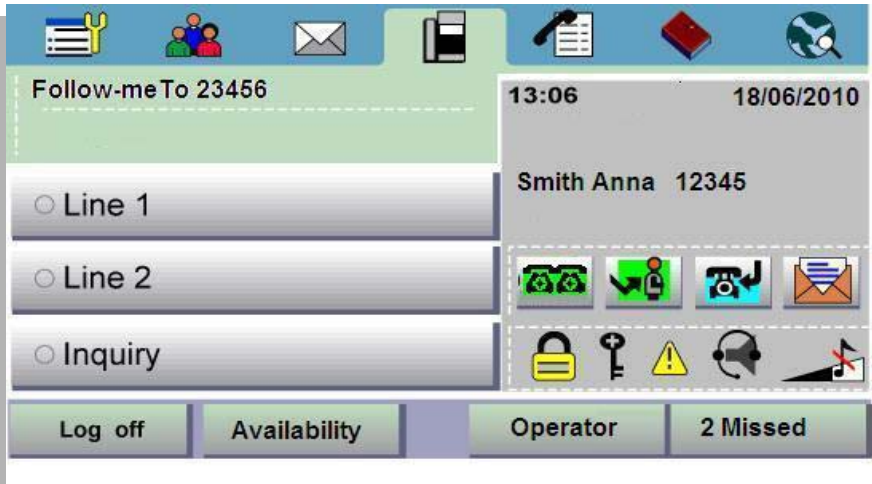 Follow-me To 23456
13:06 18/06/2010
Smith Anna 12345
Line 1
Line 2
Inquiry
Log off Availability Operator 2 Missed